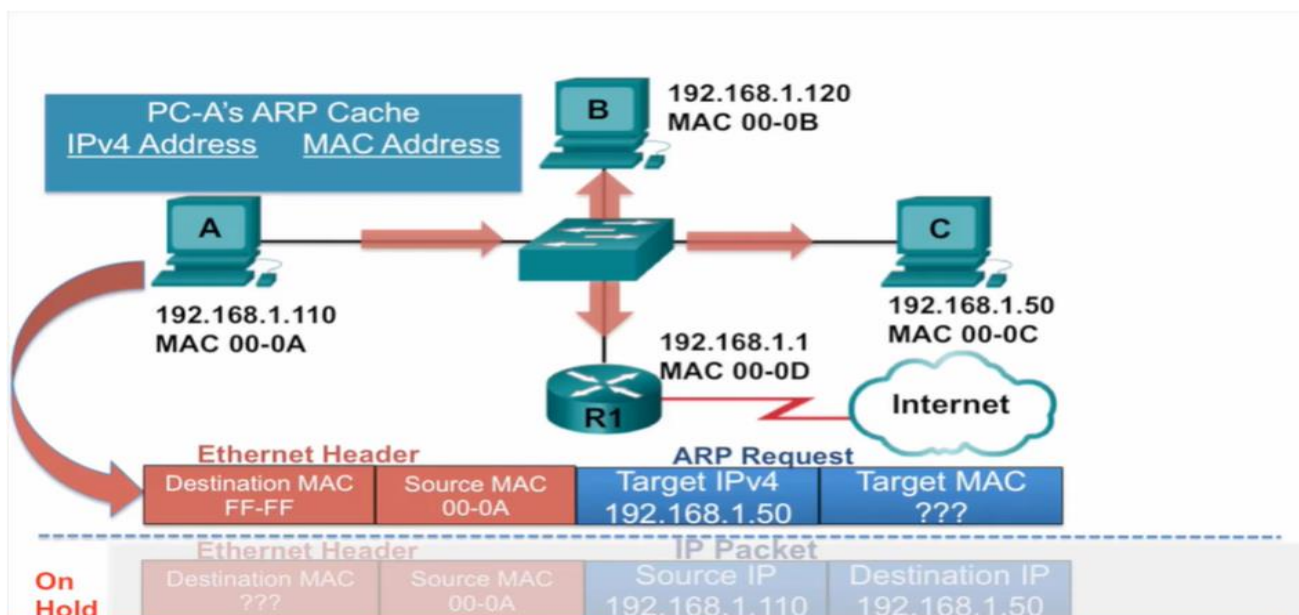 PC-A's ARP Cache
IPv4 Address MAC Address
B
192.168.1.120
MAC 00-0B
A
192.168.1.110
MAC 00-0A
C
192.168.1.50
MAC 00-0C
192.168.1.1
MAC 00-0D
R1
Internet
Ethernet Header ARP Request
Destination MAC Source MAC Target IPv4 Target MAC
FF-FF 00-0A 192.168.1.50 ???
Ethernet Header IP Packet
On Hold
Destination MAC Source MAC Source IP Destination IP
??? 00-0A 192.168.1.110 192.168.1.50